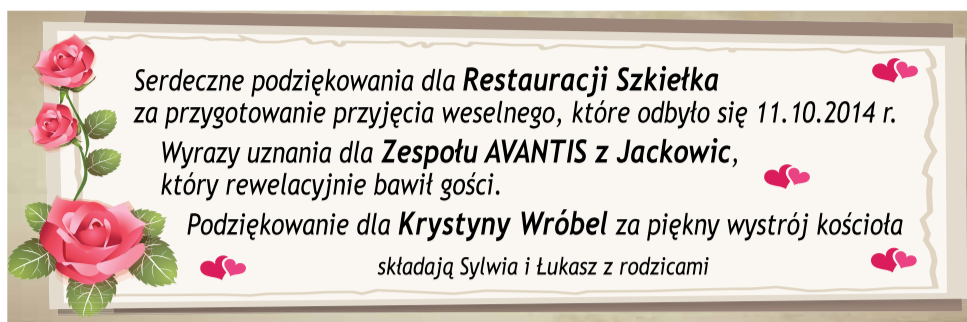 Serdeczne podziękowania dla Restauracji Szkiełka
za przygotowanie przyjęcia weselnego, które odbyło się 11.10.2014 r.
Wyrazy uznania dla Zespołu AVANTIS z Jackowic,
który rewelacyjnie bawił gości.
Podziękowanie dla Krystyny Wróbel za piękny wystrój kościoła
składają Sylwia i Łukasz z rodzicami